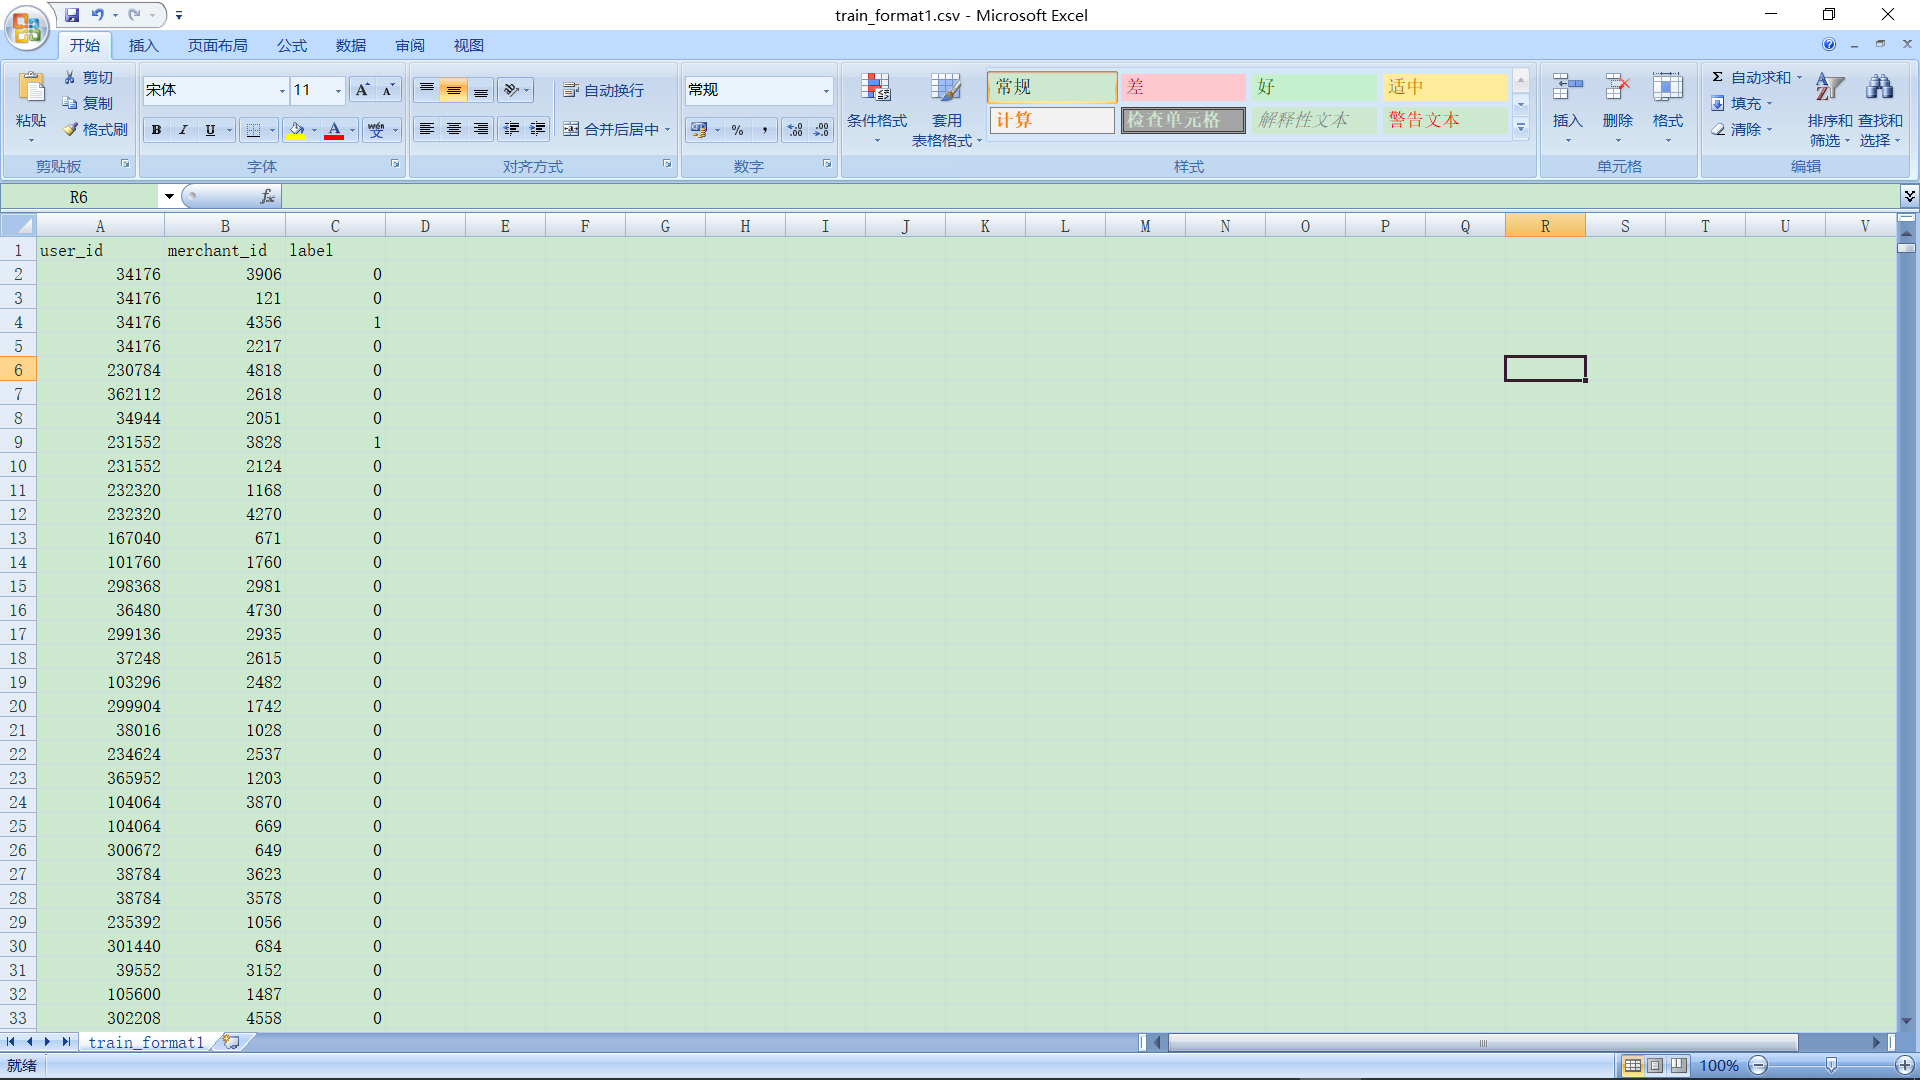 train_format1.csv - Microsoft Excel
开始 插入 页面布局 公式 数据 审阅 视图
粘贴 剪切 复制 格式刷
剪贴板
宋体 11
B I U A 字体
自动换行
合并后居中
对齐方式
常规
% ,
数字
条件格式 套用表格格式
常规 差 好 适中
计算 检查单元格 解释性文本 警告文本
样式
插入 删除 格式
单元格
Σ 自动求和
填充
清除
排序和筛选 查找和选择
编辑
R6 fx
A B C D E F G H I J K L M N O P Q R S T U V
1 user_id merchant_id label
2 34176 3906 0
3 34176 121 0
4 34176 4356 1
5 34176 2217 0
6 230784 4818 0
7 362112 2618 0
8 34944 2051 0
9 231552 3828 1
10 231552 2124 0
11 232320 1168 0
12 232320 4270 0
13 167040 671 0
14 101760 1760 0
15 298368 2981 0
16 36480 4730 0
17 299136 2935 0
18 37248 2615 0
19 103296 2482 0
20 299904 1742 0
21 38016 1028 0
22 234624 2537 0
23 365952 1203 0
24 104064 3870 0
25 104064 669 0
26 300672 649 0
27 38784 3623 0
28 38784 3578 0
29 235392 1056 0
30 301440 684 0
31 39552 3152 0
32 105600 1487 0
33 302208 4558 0
train_format1
就绪 100%